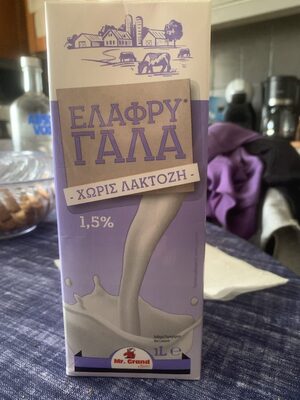 ΕΛΑΦΡΥ*
ΓΑΛΑ
- ΧΩΡΙΣ ΛΑΚΤΟΖΗ -
1,5%
1L e
Mr. Grand